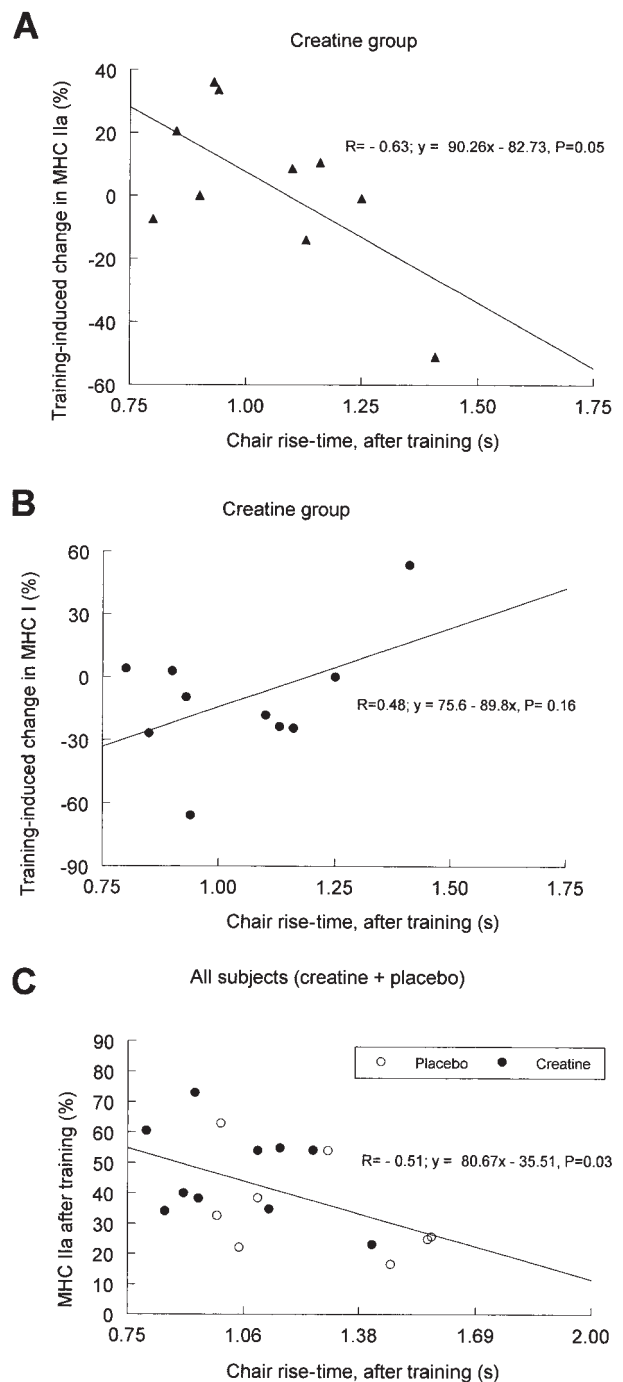 A
Creatine group
Training-induced change in MHC IIa (%)
40
20
0
-20
-40
-60
R= - 0.63; y = 90.26x - 82.73, P=0.05
0.75 1.00 1.25 1.50 1.75
Chair rise-time, after training (s)
B
Creatine group
Training-induced change in MHC I (%)
60
30
0
-30
-60
-90
R=0.48; y = 75.6 - 89.8x, P= 0.16
0.75 1.00 1.25 1.50 1.75
Chair rise-time, after training (s)
C
All subjects (creatine + placebo)
MHC IIa after training (%)
90
80
70
60
50
40
30
20
10
0
Placebo Creatine
R= - 0.51; y = 80.67x - 35.51, P=0.03
0.75 1.06 1.38 1.69 2.00
Chair rise-time, after training (s)